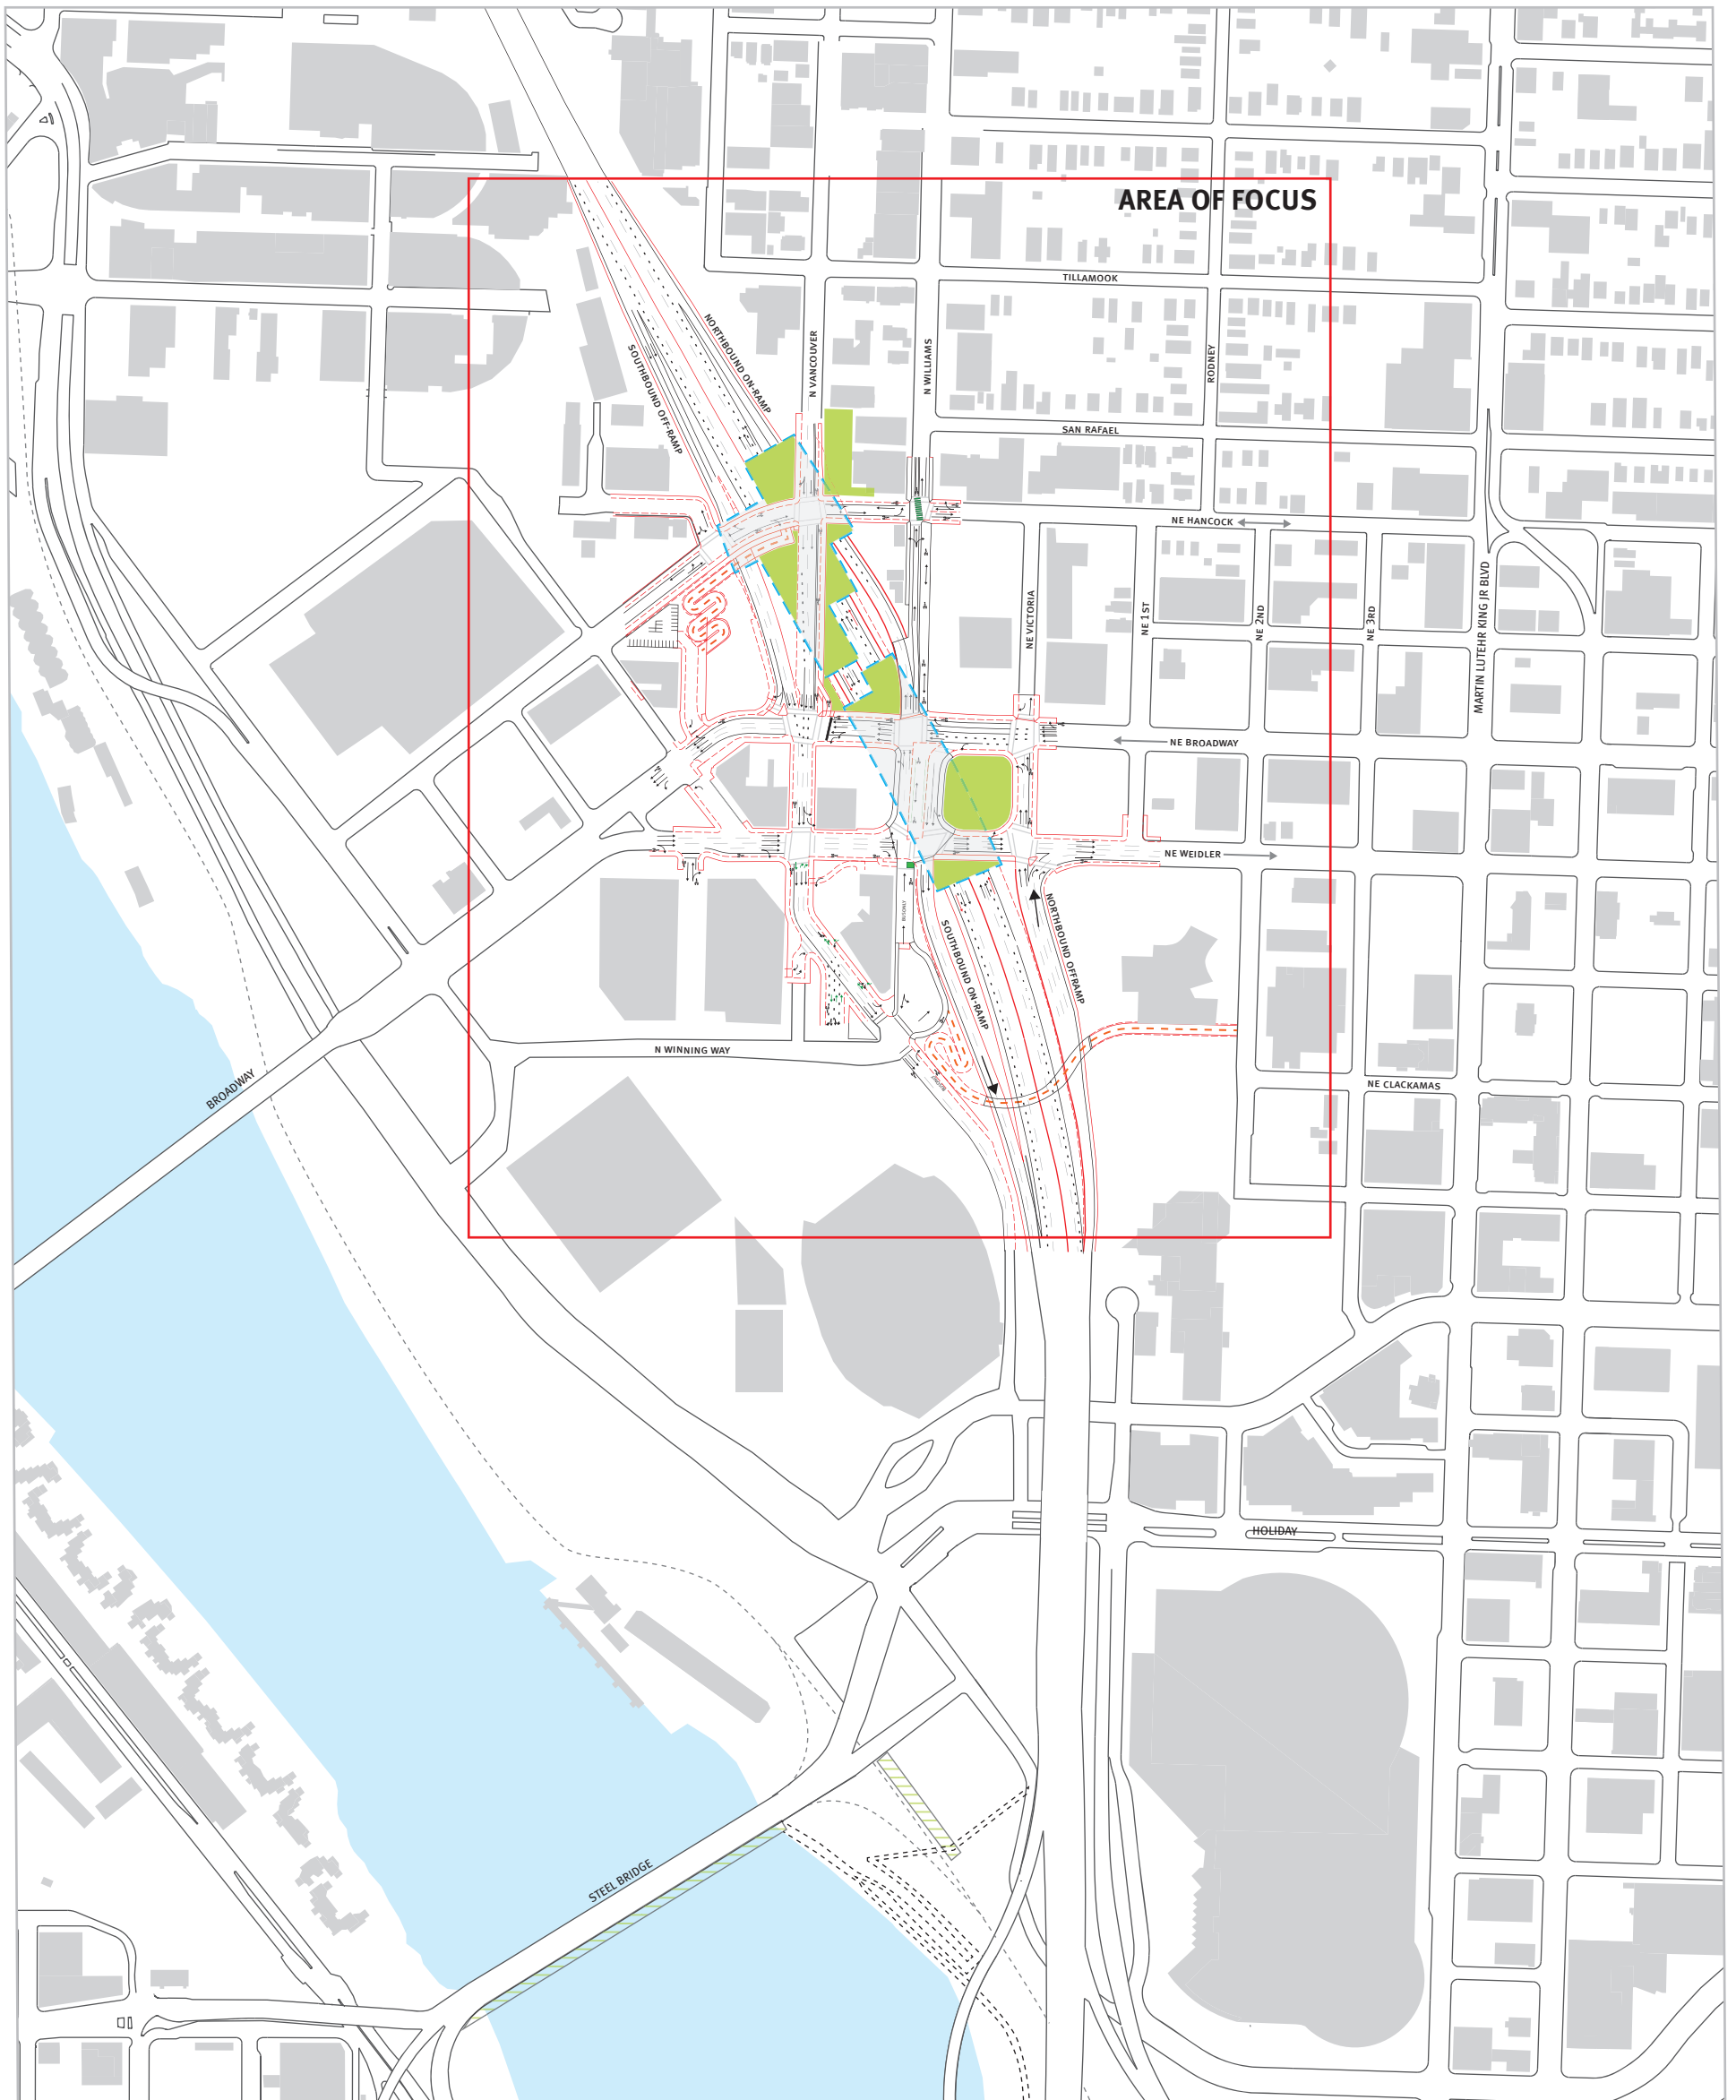 AREA OF FOCUS
TILLAMOOK
NORTHBOUND ON-RAMP
SOUTHBOUND OFF-RAMP
N VANCOUVER
N WILLIAMS
RODNEY
SAN RAFAEL
NE HANCOCK
NE VICTORIA
NE 1ST
NE 2ND
NE 3RD
MARTIN LUTEHR KING JR BLVD
NE BROADWAY
NE WEIDLER
BUSWAY
SOUTHBOUND ON-RAMP
NORTHBOUND OFFRAMP
N WINNING WAY
NE CLACKAMAS
BROADWAY
HOLIDAY
STEEL BRIDGE